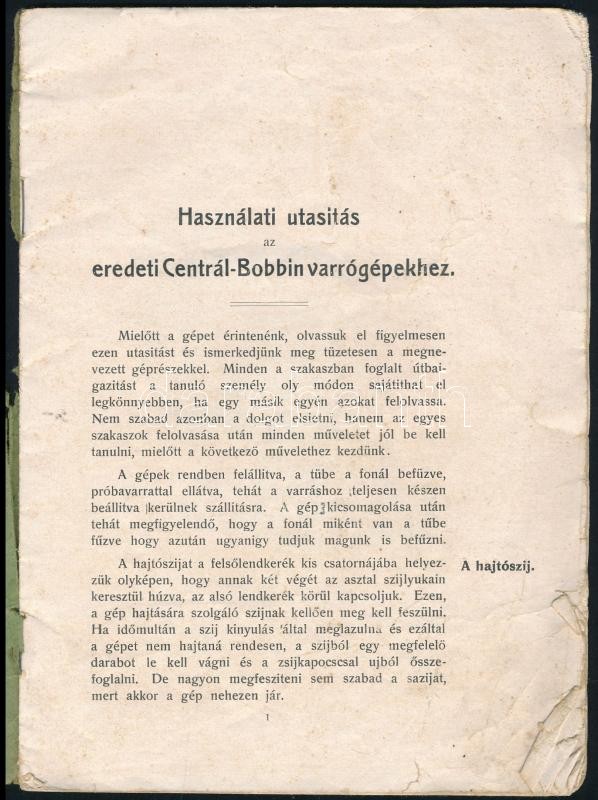 Használati utasitás
az
eredeti Centrál-Bobbin varrógépekhez.
Mielőtt a gépet érintenénk, olvassuk el figyelmesen
ezen utasitást és ismerkedjünk meg tüzetesen a megne-
vezett géprészekkel. Minden a szakaszban foglalt útbai-
gazitást a tanuló személy oly módon sajátithat el
legkönnyebben, ha egy másik egyén azokat felolvassa.
Nem szabad azonban a dolgot elsietni, hanem az egyes
szakaszok felolvasása után minden műveletet jól be kell
tanulni, mielőtt a következö művelethez kezdünk.
A gépek rendben felállitva, a tübe a fonál befüzve,
próbavarrattal ellátva, tehát a varráshoz teljesen készen
beállitva kerülnek szállitásra. A gép kicsomagolása után
tehát megfigyelendő, hogy a fonál miként van a tűbe
fűzve hogy azután ugyanigy tudjuk magunk is befűzni.
A hajtószijat a felsőlendkerék kis csatornájába helyez-
zük olyképen, hogy annak két végét az asztal szijlyukain
keresztül húzva, az alsó lendkerék körül kapcsoljuk. Ezen,
a gép hajtására szolgáló szijnak kellően meg kell feszülni.
Ha időmultán a szij kinyulás által meglazulna és ezáltal
a gépet nem hajtaná rendesen, a szijból egy megfelelő
darabot le kell vágni és a zsijkapocscsal ujból össze-
foglalni. De nagyon megfesziteni sem szabad a sazijat,
mert akkor a gép nehezen jár.
A hajtószij.
1